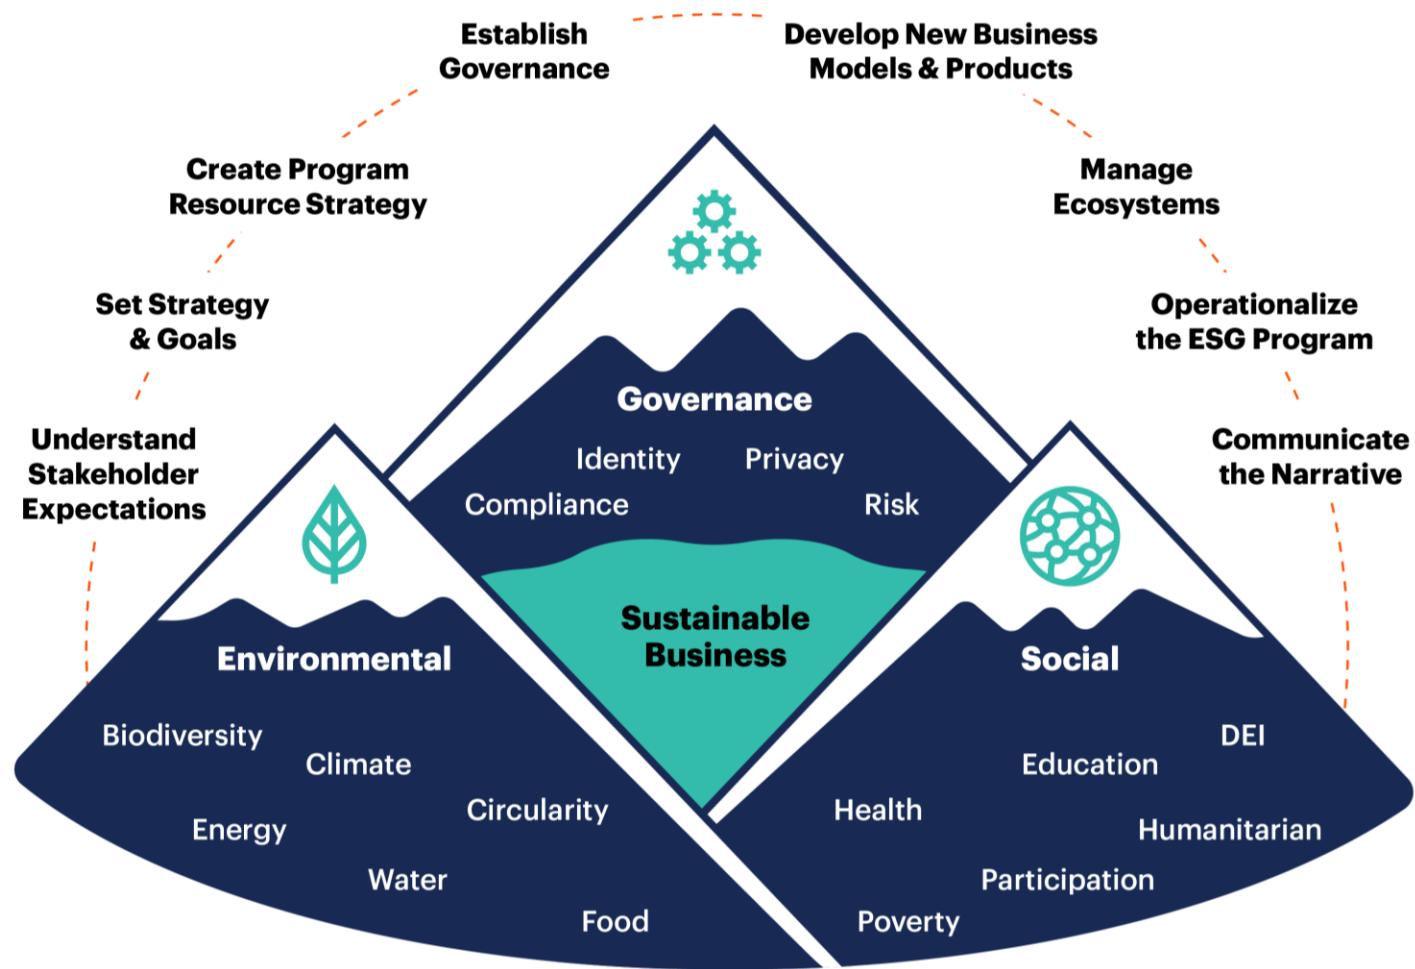 Establish
Governance
Develop New Business
Models & Products
Create Program
Resource Strategy
Manage
Ecosystems
Set Strategy
& Goals
Operationalize
the ESG Program
Understand
Stakeholder
Expectations
Communicate
the Narrative
Governance
Identity
Privacy
Compliance
Risk
Sustainable
Business
Environmental
Biodiversity
Climate
Circularity
Energy
Water
Food
Social
DEI
Education
Health
Humanitarian
Participation
Poverty